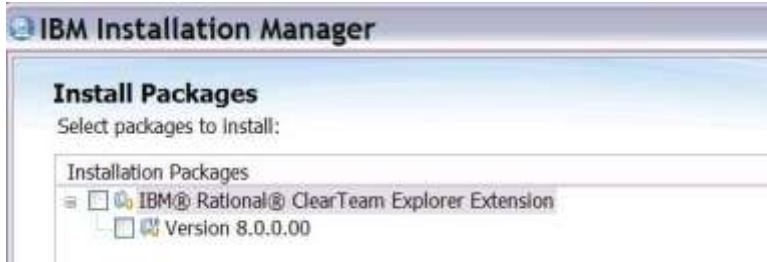 IBM Installation Manager
Install Packages
Select packages to install:
Installation Packages
IBM® Rational® ClearTeam Explorer Extension
Version 8.0.0.00